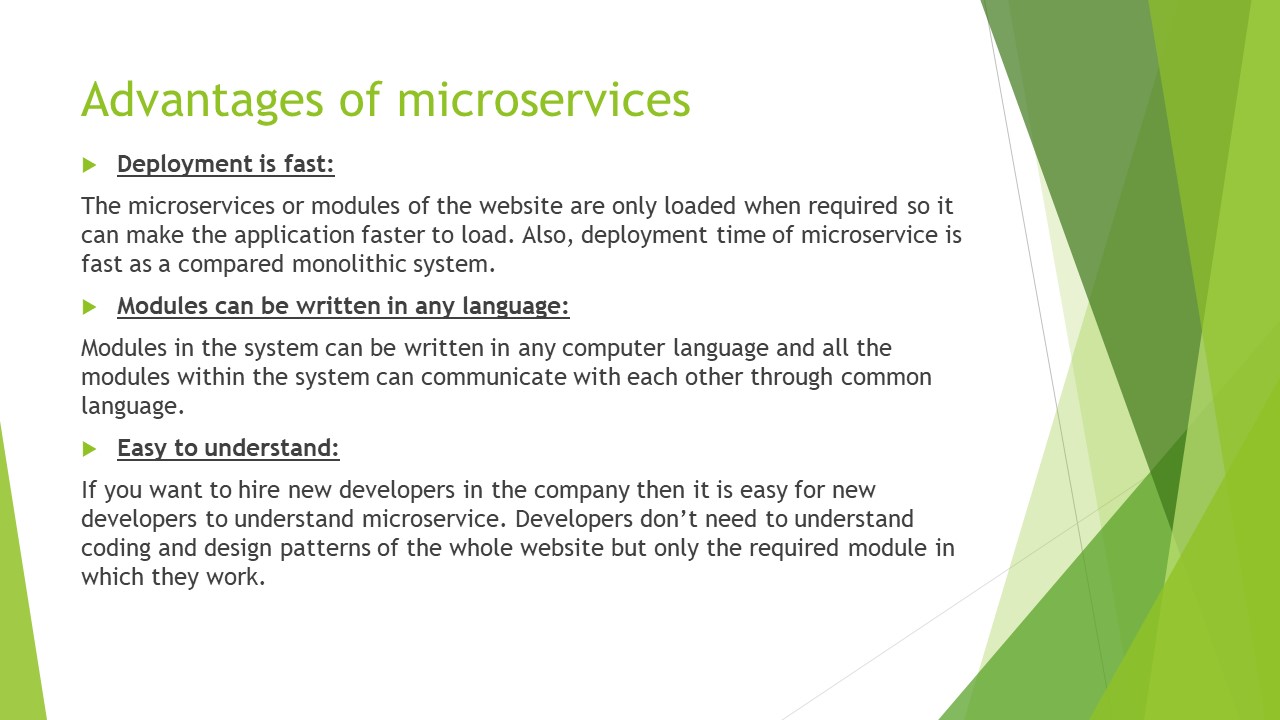 Advantages of microservices
Deployment is fast:
The microservices or modules of the website are only loaded when required so it
can make the application faster to load. Also, deployment time of microservice is
fast as a compared monolithic system.
Modules can be written in any language:
Modules in the system can be written in any computer language and all the
modules within the system can communicate with each other through common
language.
Easy to understand:
If you want to hire new developers in the company then it is easy for new
developers to understand microservice. Developers don’t need to understand
coding and design patterns of the whole website but only the required module in
which they work.